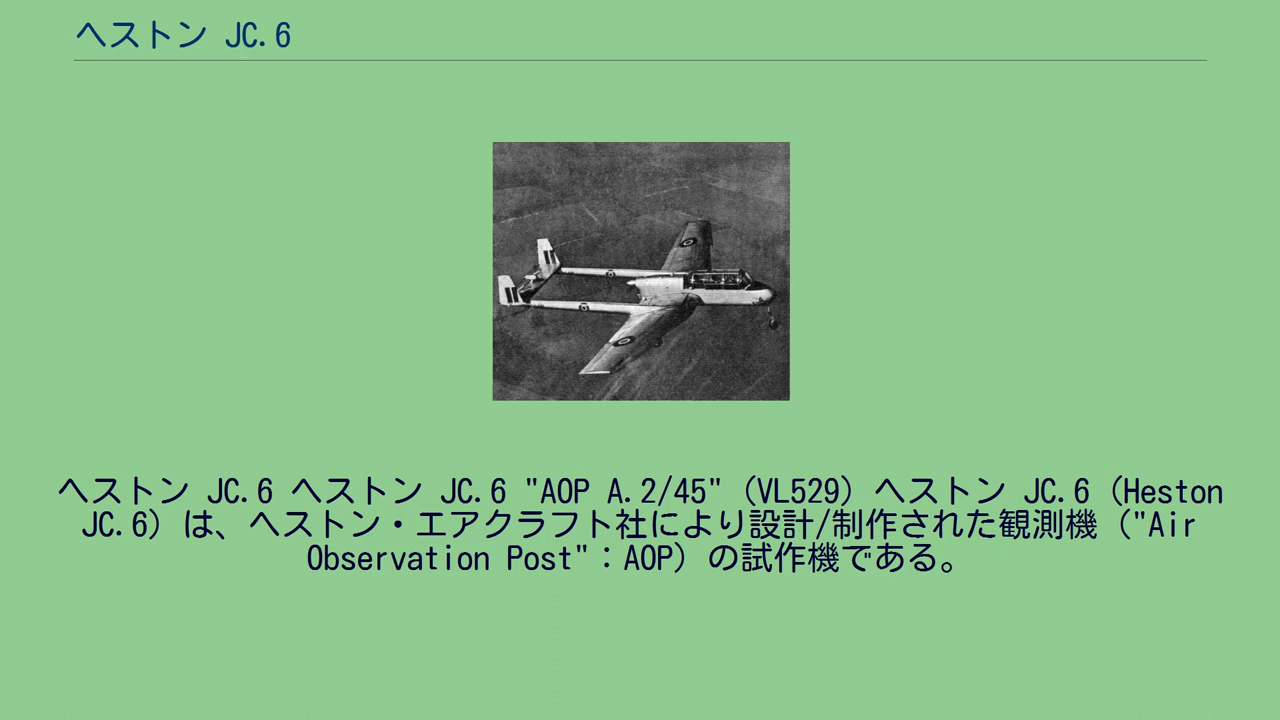 ヘストン JC.6
ヘストン JC.6 ヘストン JC.6 "AOP A.2/45"（VL529）ヘストン JC.6（Heston
JC.6）は、ヘストン・エアクラフト社により設計/制作された観測機（"Air
Observation Post"：AOP）の試作機である。